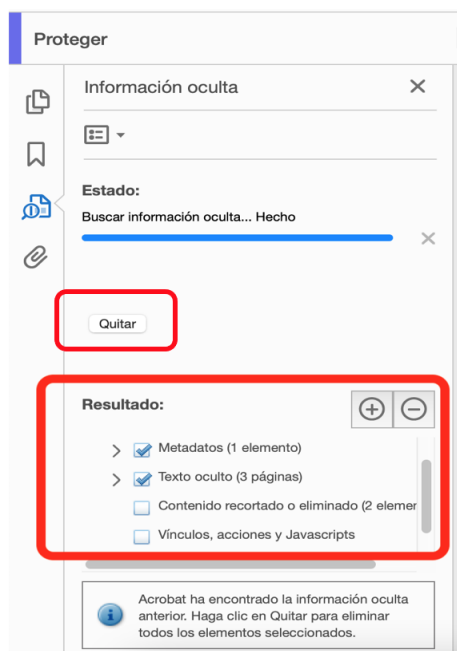 Proteger
Información oculta
Estado:
Buscar información oculta... Hecho
Quitar
Resultado:
Metadatos (1 elemento)
Texto oculto (3 páginas)
Contenido recortado o eliminado (2 elemen
Vínculos, acciones y Javascripts
Acrobat ha encontrado la información oculta
anterior. Haga clic en Quitar para eliminar
todos los elementos seleccionados.